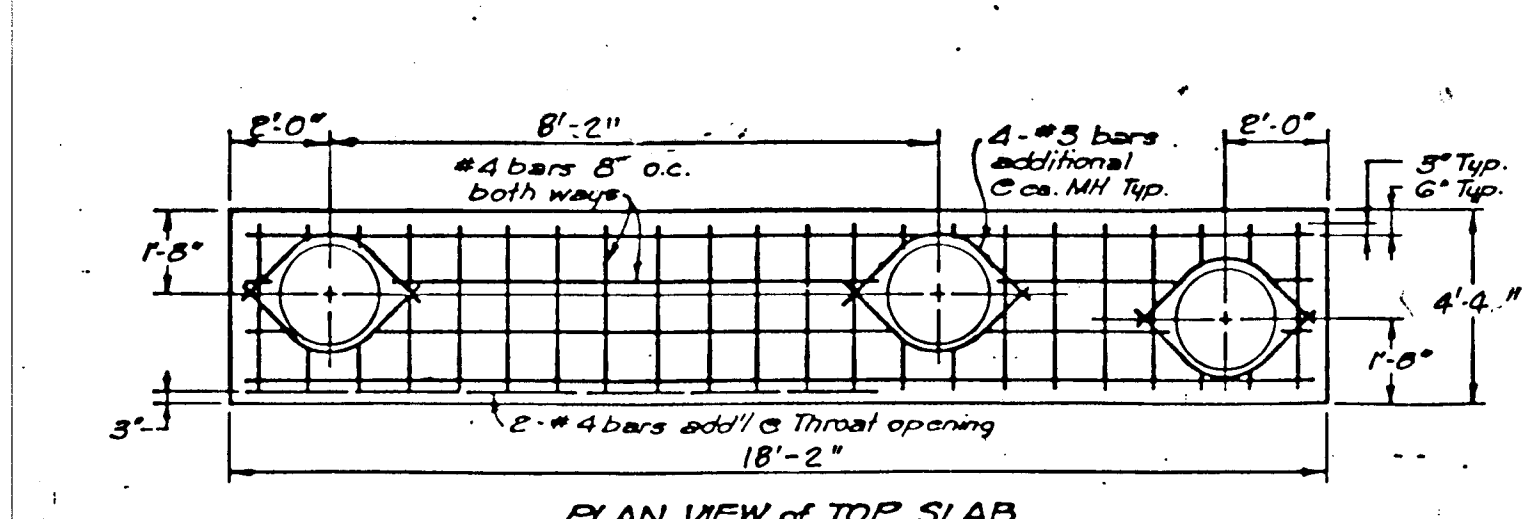 2'-0"
8'-2"
2'-0"
#4 bars 8" o.c.
both ways
4-#3 bars
additional
@ ea. MH Typ.
3" Typ.
6" Typ.
1'-8"
4'-4"
1'-8"
3"
2-#4 bars add'l @ Throat opening
18'-2"
PLAN VIEW of TOP SLAB